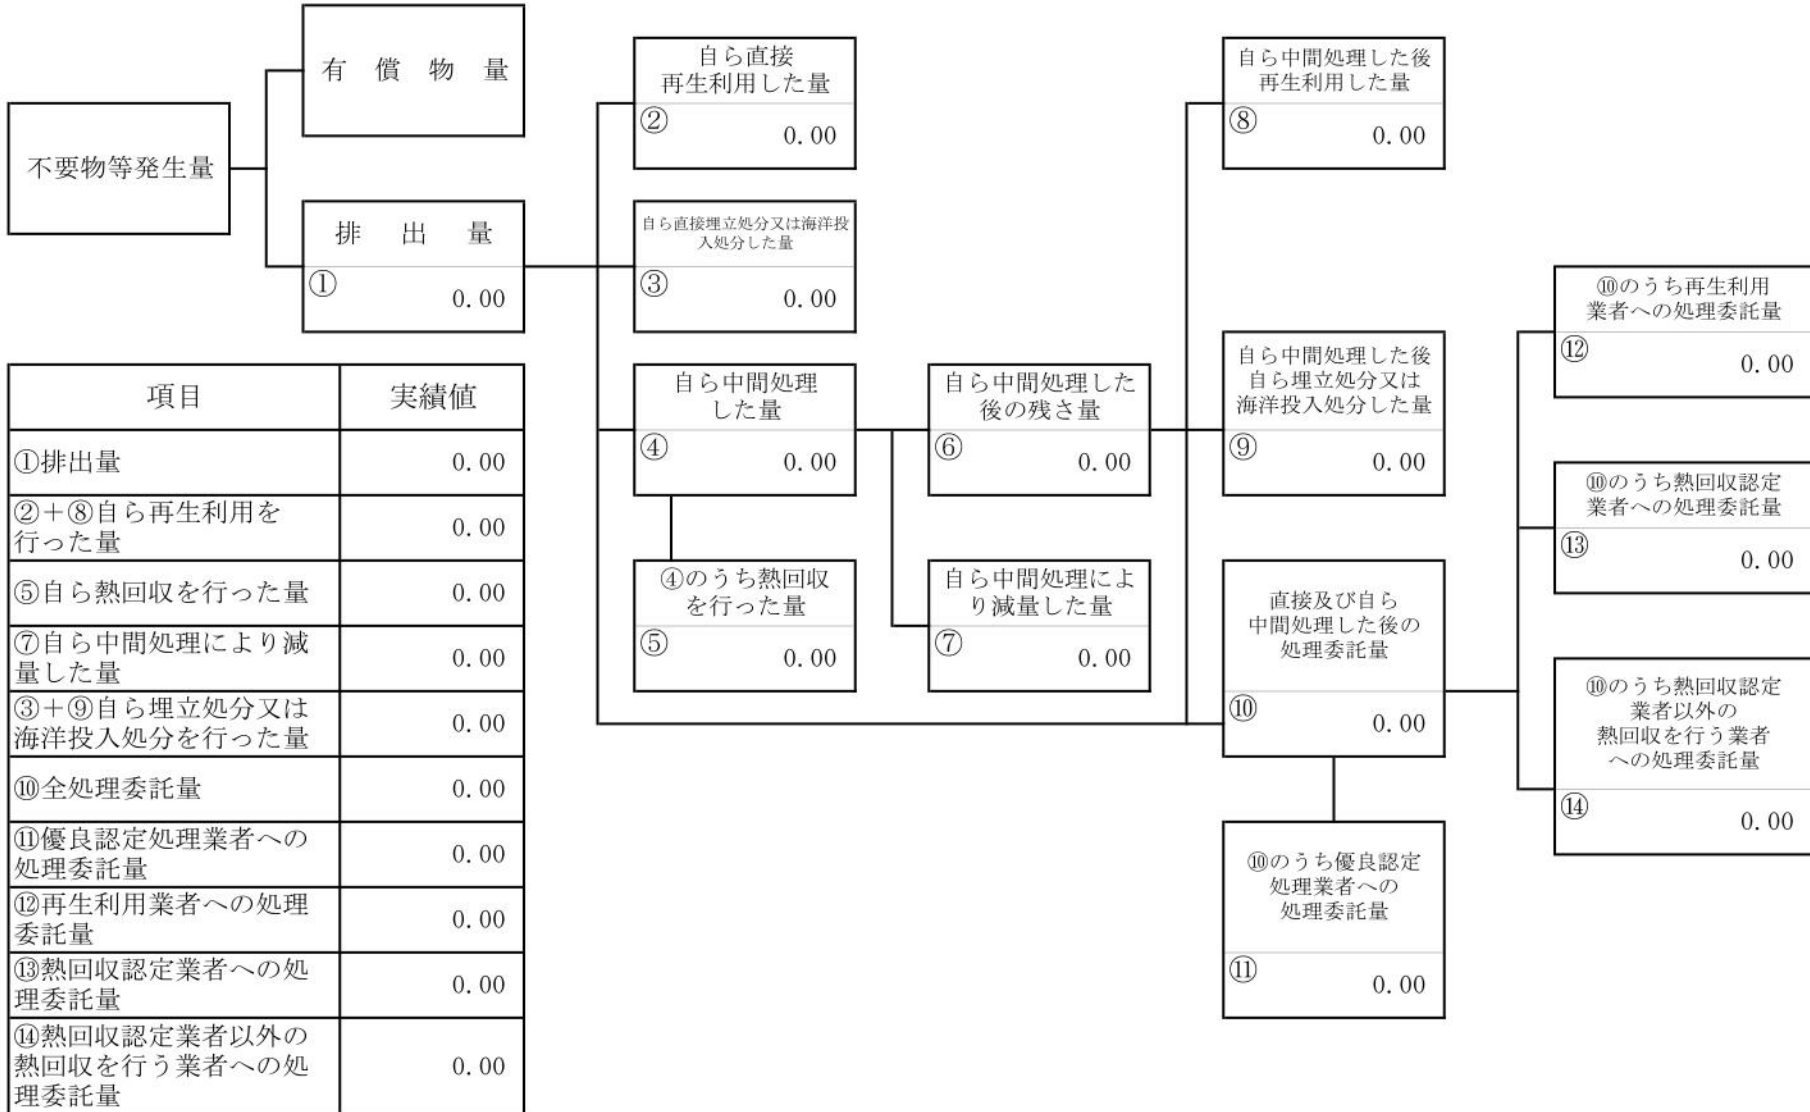 不要物等発生量
有償物量
排出量
①
0.00
自ら直接
再生利用した量
②
0.00
自ら直接埋立処分又は海洋投
入処分した量
③
0.00
自ら中間処理
した量
④
0.00
④のうち熱回収
を行った量
⑤
0.00
自ら中間処理した
後の残さ量
⑥
0.00
自ら中間処理によ
り減量した量
⑦
0.00
自ら中間処理した後
再生利用した量
⑧
0.00
自ら中間処理した後
自ら埋立処分又は
海洋投入処分した量
⑨
0.00
直接及び自ら
中間処理した後の
処理委託量
⑩
0.00
⑩のうち優良認定
処理業者への
処理委託量
⑪
0.00
⑩のうち再生利用
業者への処理委託量
⑫
0.00
⑩のうち熱回収認定
業者への処理委託量
⑬
0.00
⑩のうち熱回収認定
業者以外の
熱回収を行う業者
への処理委託量
⑭
0.00
項目 実績値
①排出量 0.00
②+⑧自ら再生利用を
行った量 0.00
⑤自ら熱回収を行った量 0.00
⑦自ら中間処理により減
量した量 0.00
③+⑨自ら埋立処分又は
海洋投入処分を行った量 0.00
⑩全処理委託量 0.00
⑪優良認定処理業者への
処理委託量 0.00
⑫再生利用業者への処理
委託量 0.00
⑬熱回収認定業者への処
理委託量 0.00
⑭熱回収認定業者以外の
熱回収を行う業者への処
理委託量 0.00